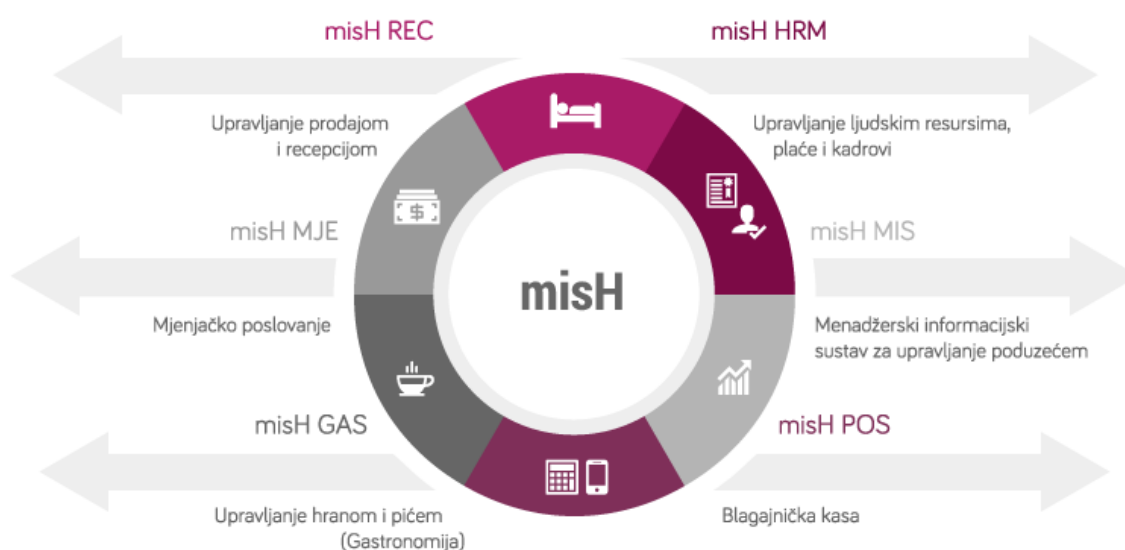 misH REC
Upravljanje prodajom
i recepcijom
misH HRM
Upravljanje ljudskim resursima,
plaće i kadrovi
misH MJE
Mjenjačko poslovanje
misH
misH MIS
Menadžerski informacijski
sustav za upravljanje poduzećem
misH GAS
Upravljanje hranom i pićem
(Gastronomija)
misH POS
Blagajnička kasa